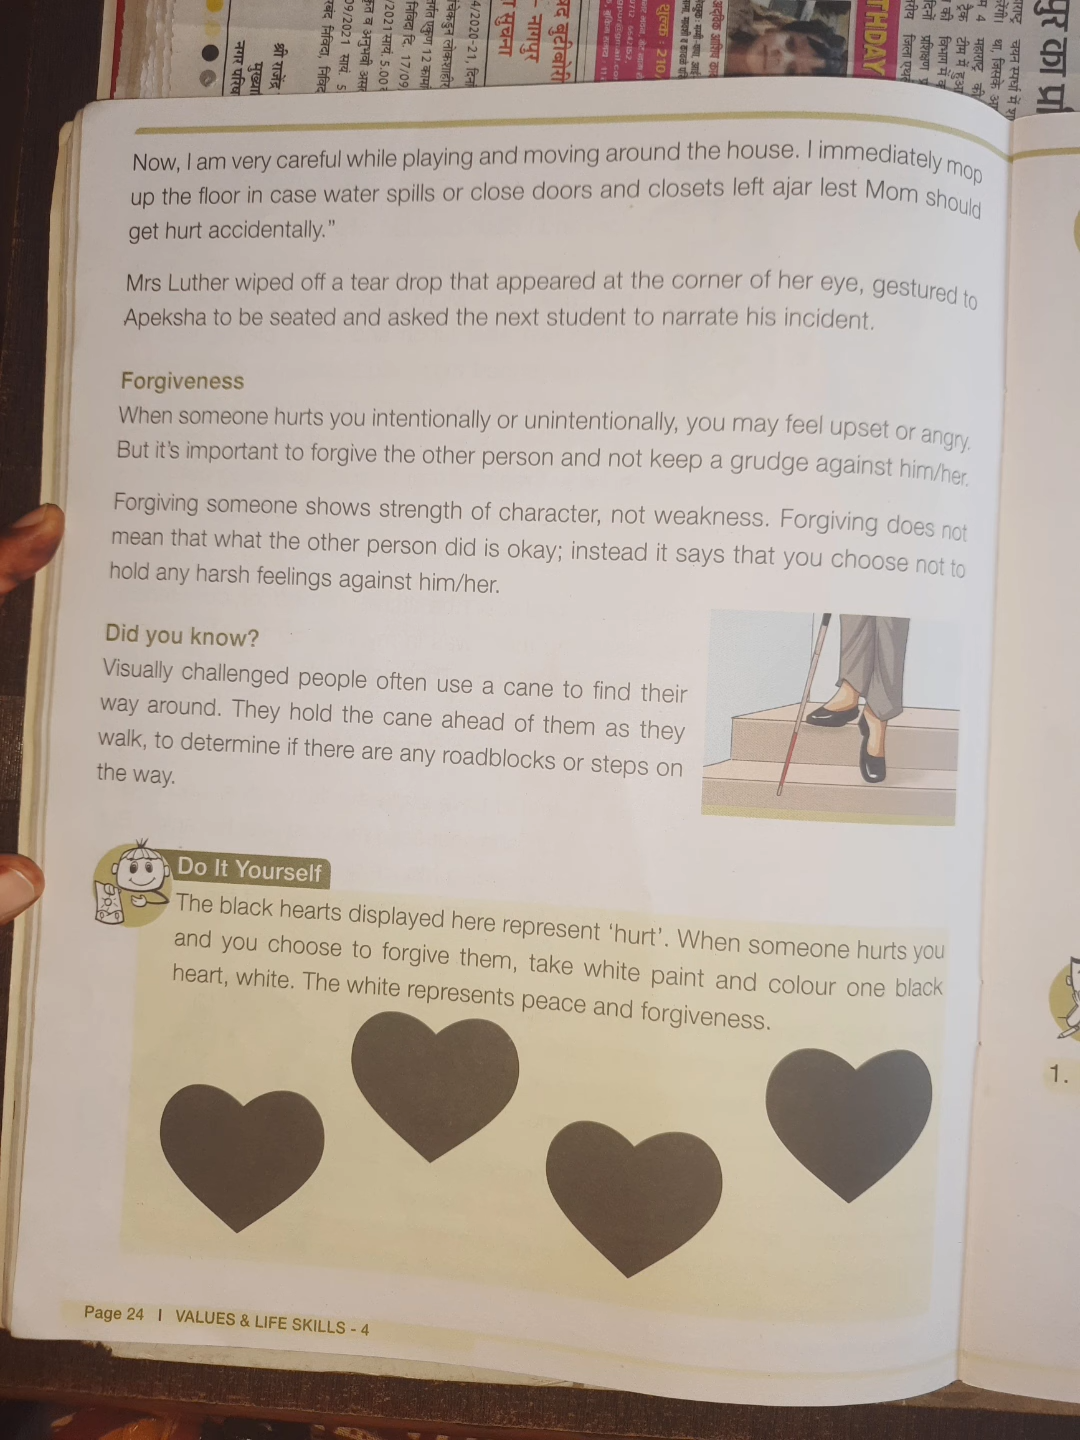 Now, I am very careful while playing and moving around the house. I immediately mop
up the floor in case water spills or close doors and closets left ajar lest Mom should
get hurt accidentally.”
Mrs Luther wiped off a tear drop that appeared at the corner of her eye, gestured to
Apeksha to be seated and asked the next student to narrate his incident.
Forgiveness
When someone hurts you intentionally or unintentionally, you may feel upset or angry.
But it’s important to forgive the other person and not keep a grudge against him/her.
Forgiving someone shows strength of character, not weakness. Forgiving does not
mean that what the other person did is okay; instead it says that you choose not to
hold any harsh feelings against him/her.
Did you know?
Visually challenged people often use a cane to find their
way around. They hold the cane ahead of them as they
walk, to determine if there are any roadblocks or steps on
the way.
Do It Yourself
The black hearts displayed here represent ‘hurt’. When someone hurts you
and you choose to forgive them, take white paint and colour one black
heart, white. The white represents peace and forgiveness.
Page 24 I VALUES & LIFE SKILLS - 4
1.
THDAY